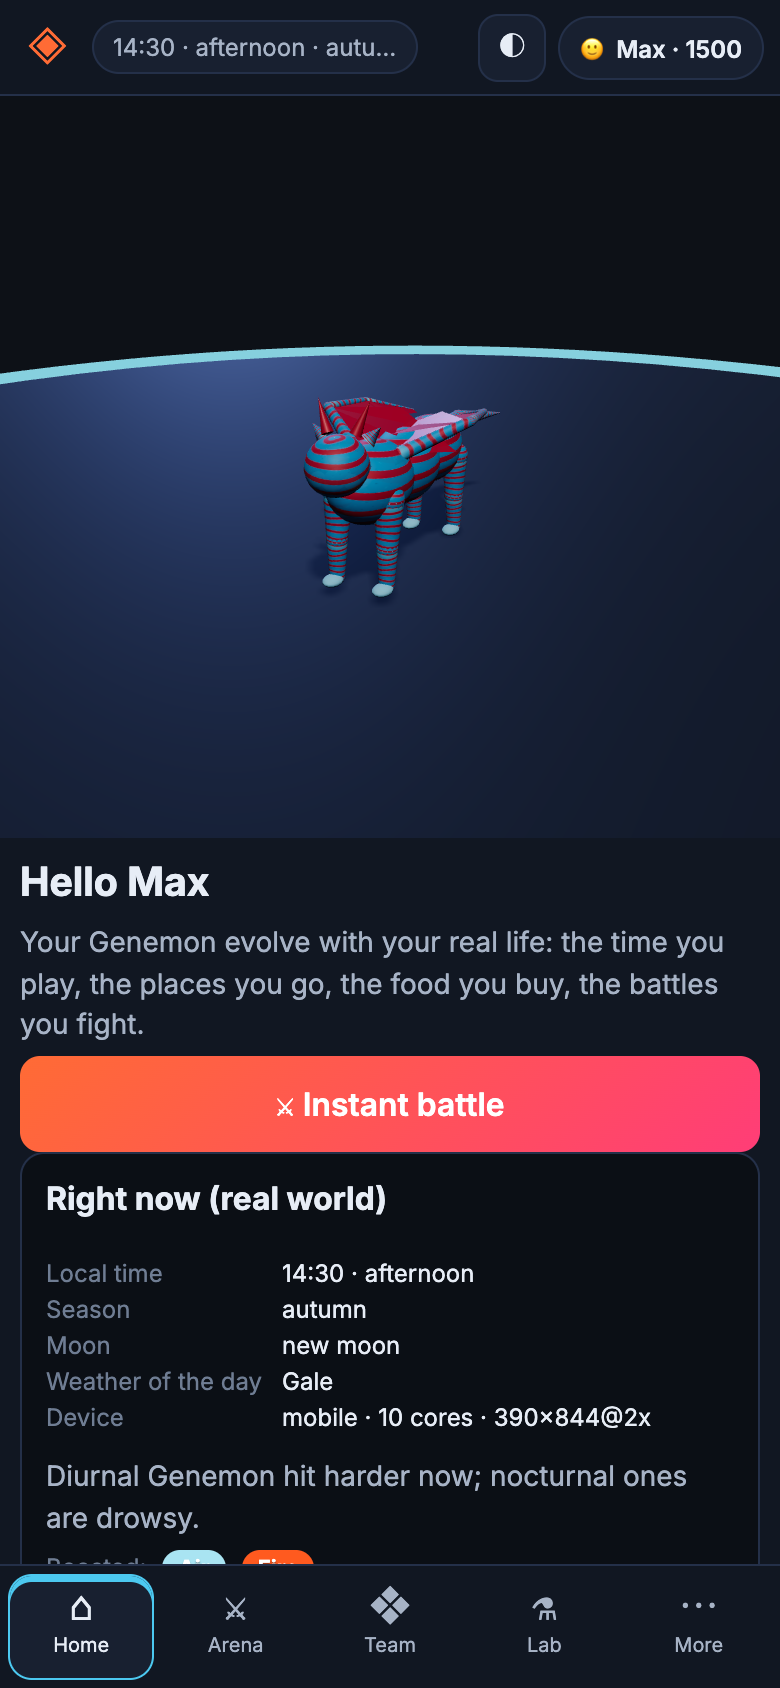 14:30 · afternoon · autu...
Max · 1500
Hello Max
Your Genemon evolve with your real life: the time you
play, the places you go, the food you buy, the battles
you fight.
Instant battle
Right now (real world)
Local time 14:30 · afternoon
Season autumn
Moon new moon
Weather of the day Gale
Device mobile · 10 cores · 390×844@2x
Diurnal Genemon hit harder now; nocturnal ones
are drowsy.
Home Arena Team Lab More